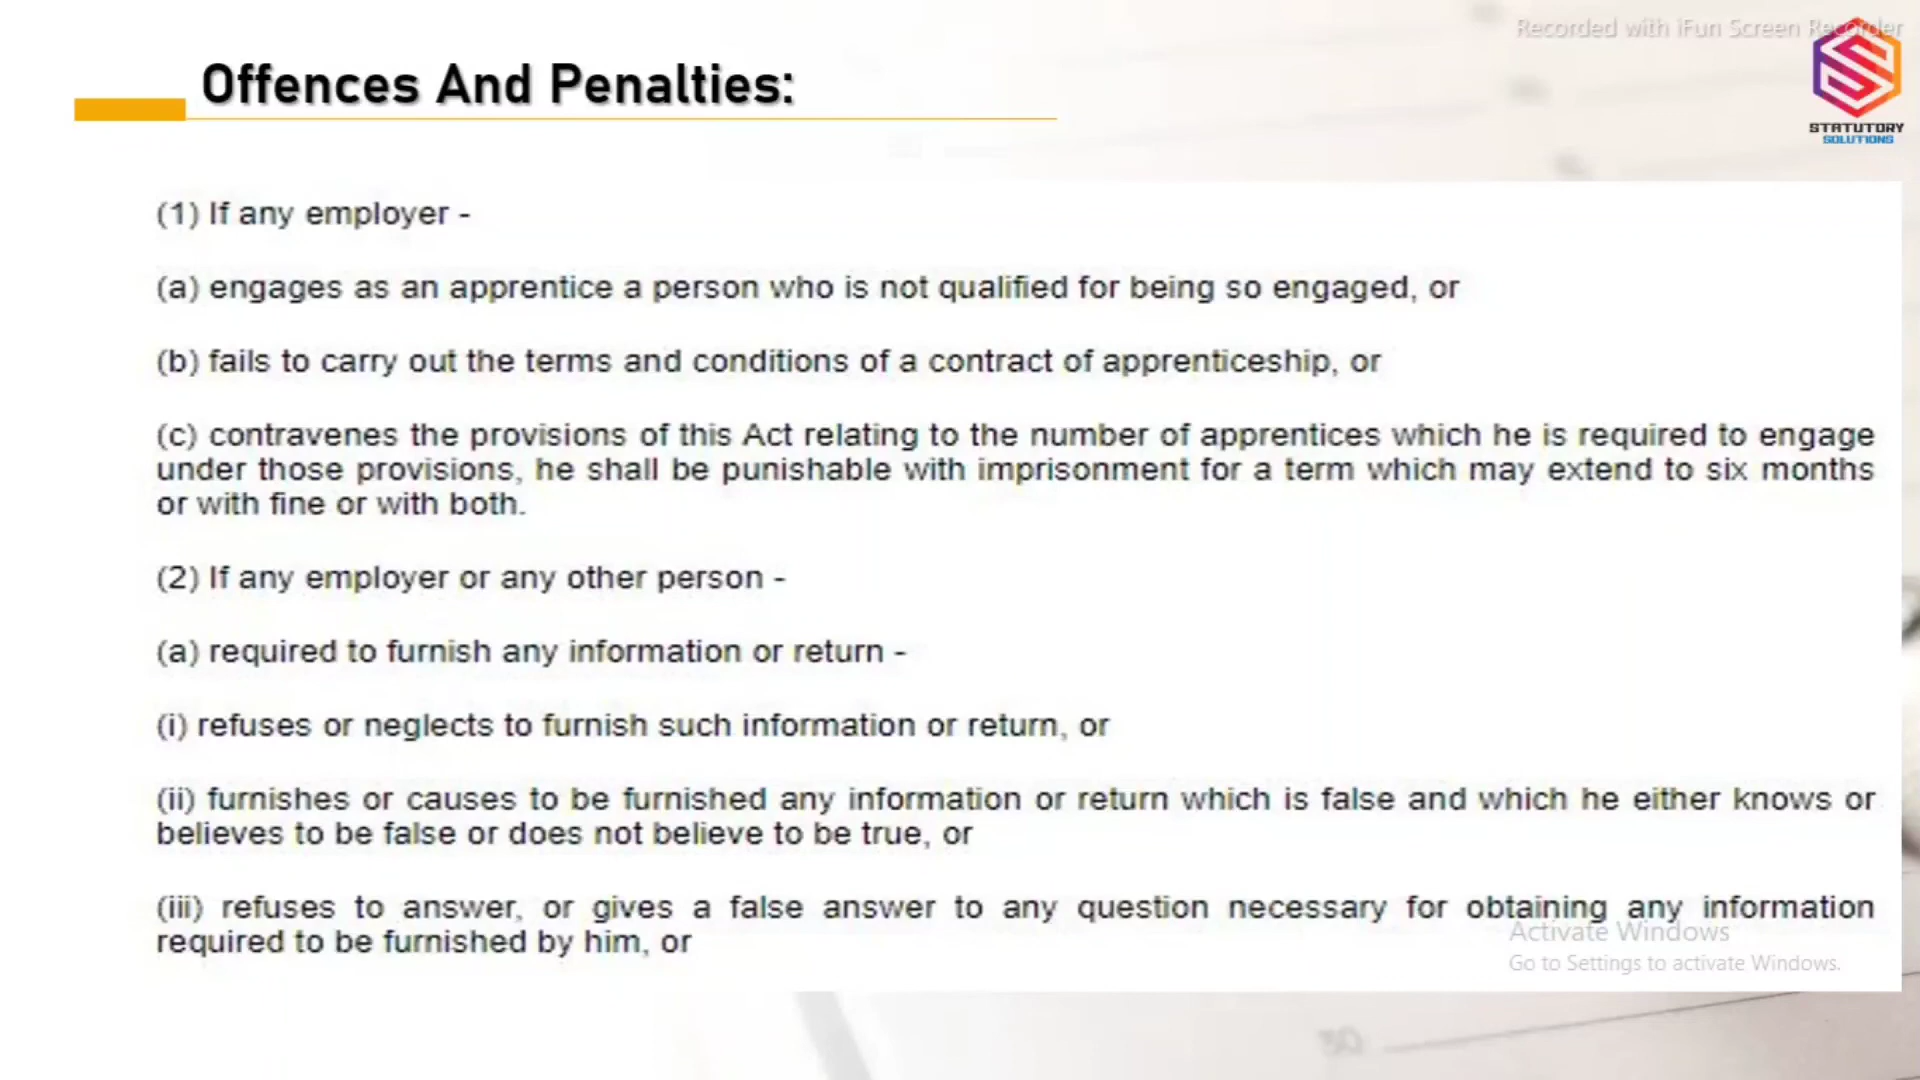 Recorded with iFun Screen Recorder
Offences And Penalties:
STATUTORY
SOLUTIONS
(1) If any employer -
(a) engages as an apprentice a person who is not qualified for being so engaged, or
(b) fails to carry out the terms and conditions of a contract of apprenticeship, or
(c) contravenes the provisions of this Act relating to the number of apprentices which he is required to engage
under those provisions, he shall be punishable with imprisonment for a term which may extend to six months
or with fine or with both.
(2) If any employer or any other person -
(a) required to furnish any information or return -
(i) refuses or neglects to furnish such information or return, or
(ii) furnishes or causes to be furnished any information or return which is false and which he either knows or
believes to be false or does not believe to be true, or
(iii) refuses to answer, or gives a false answer to any question necessary for obtaining any information
required to be furnished by him, or
Activate Windows
Go to Settings to activate Windows.
30